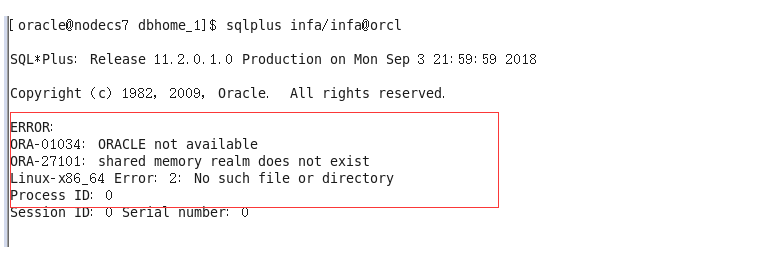 [oracle@nodecs7 dbhome_1]$ sqlplus infa/infa@orcl
SQL*Plus: Release 11.2.0.1.0 Production on Mon Sep 3 21:59:59 2018
Copyright (c) 1982, 2009, Oracle. All rights reserved.
ERROR:
ORA-01034: ORACLE not available
ORA-27101: shared memory realm does not exist
Linux-x86_64 Error: 2: No such file or directory
Process ID: 0
Session ID: 0 Serial number: 0